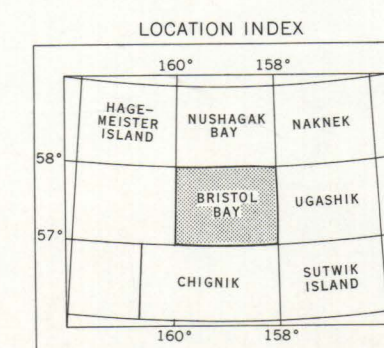 LOCATION INDEX
160° 158°
HAGE-
MEISTER
ISLAND
NUSHAGAK
BAY
NAKNEK
58°
BRISTOL
BAY
UGASHIK
57°
CHIGNIK
SUTWIK
ISLAND
160° 158°